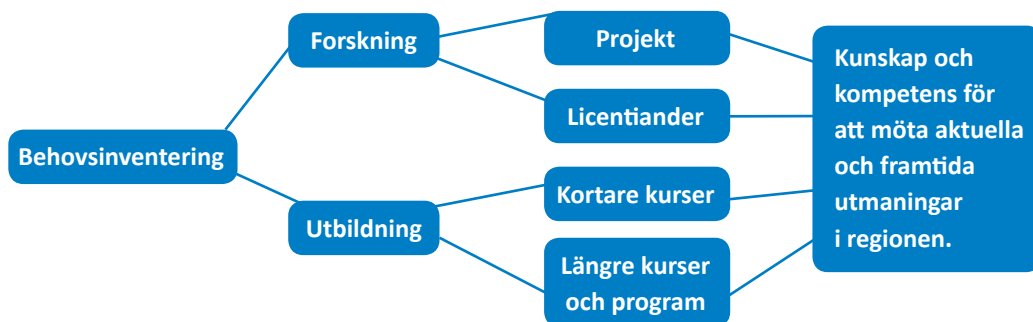 Behovsinventering
Forskning
Utbildning
Projekt
Licentiander
Kortare kurser
Längre kurser
och program
Kunskap och
kompetens för
att möta aktuella
och framtida
utmaningar
i regionen.